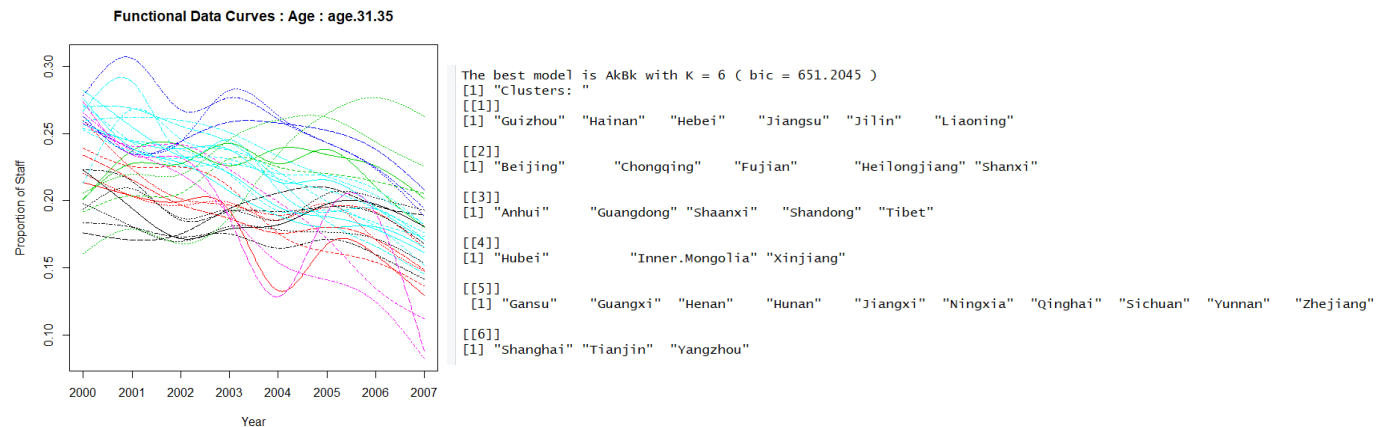 Functional Data Curves : Age : age.31.35
Proportion of Staff
0.30
0.25
0.20
0.15
0.10
2000 2001 2002 2003 2004 2005 2006 2007
Year
The best model is AkBk with K = 6 ( bic = 651.2045 )
[1] "Clusters: "
[[1]]
[1] "Guizhou" "Hainan" "Hebei" "Jiangsu" "Jilin" "Liaoning"
[[2]]
[1] "Beijing" "Chongqing" "Fujian" "Heilongjiang" "Shanxi"
[[3]]
[1] "Anhui" "Guangdong" "Shaanxi" "Shandong" "Tibet"
[[4]]
[1] "Hubei" "Inner.Mongolia" "Xinjiang"
[[5]]
[1] "Gansu" "Guangxi" "Henan" "Hunan" "Jiangxi" "Ningxia" "Qinghai" "Sichuan" "Yunnan" "Zhejiang"
[[6]]
[1] "Shanghai" "Tianjin" "Yangzhou"